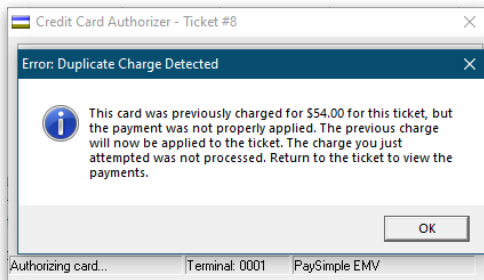 Credit Card Authorizer - Ticket #8
Error: Duplicate Charge Detected
This card was previously charged for $54.00 for this ticket, but
the payment was not properly applied. The previous charge
will now be applied to the ticket. The charge you just
attempted was not processed. Return to the ticket to view the
payments.
OK
Authorizing card...
Terminal: 0001
PaySimple EMV